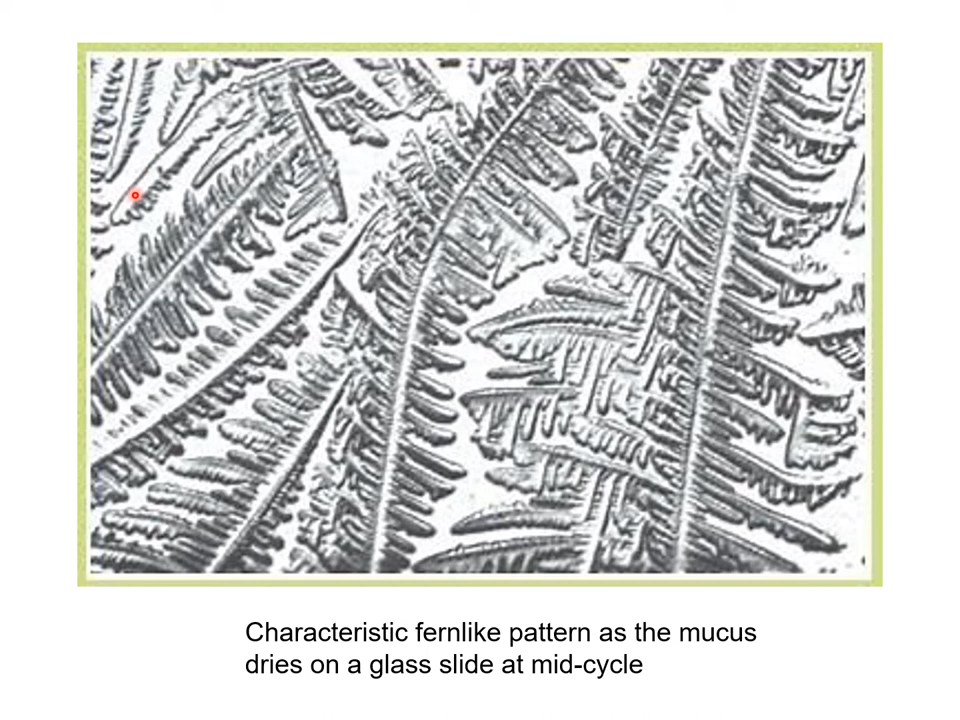 Characteristic fernlike pattern as the mucus
dries on a glass slide at mid-cycle